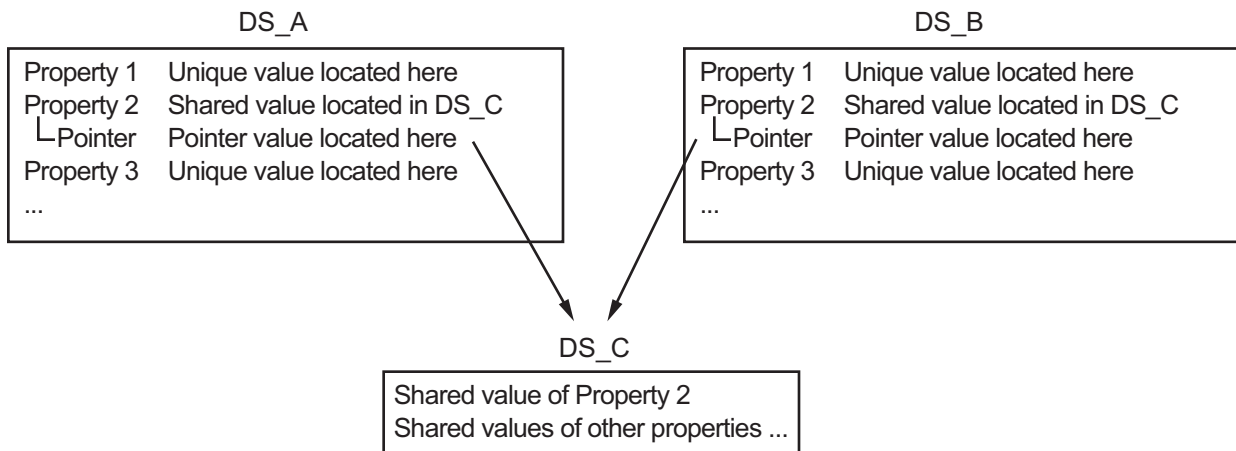 DS_A
Property 1 Unique value located here
Property 2 Shared value located in DS_C
Pointer Pointer value located here
Property 3 Unique value located here
...
DS_B
Property 1 Unique value located here
Property 2 Shared value located in DS_C
Pointer Pointer value located here
Property 3 Unique value located here
...
DS_C
Shared value of Property 2
Shared values of other properties ...